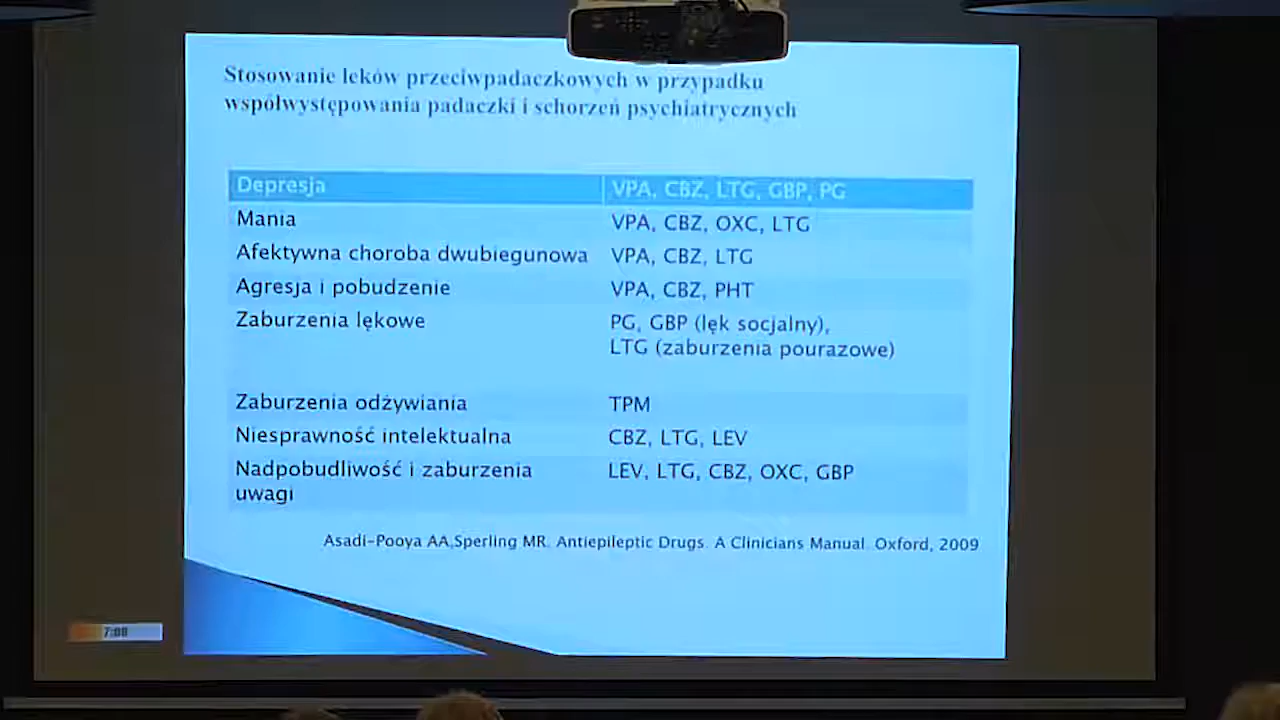 Stosowanie leków przeciwpadaczkowych w przypadku
współwystępowania padaczki i schorzeń psychiatrycznych
Depresja VPA, CBZ, LTG, GBP, PG
Mania VPA, CBZ, OXC, LTG
Afektywna choroba dwubiegunowa VPA, CBZ, LTG
Agresja i pobudzenie VPA, CBZ, PHT
Zaburzenia lękowe PG, GBP (lęk socjalny),
LTG (zaburzenia pourazowe)
Zaburzenia odżywiania TPM
Niesprawność intelektualna CBZ, LTG, LEV
Nadpobudliwość i zaburzenia LEV, LTG, CBZ, OXC, GBP
uwagi
Asadi-Pooya AA,Sperling MR. Antiepileptic Drugs. A Clinicians Manual. Oxford, 2009
7:00